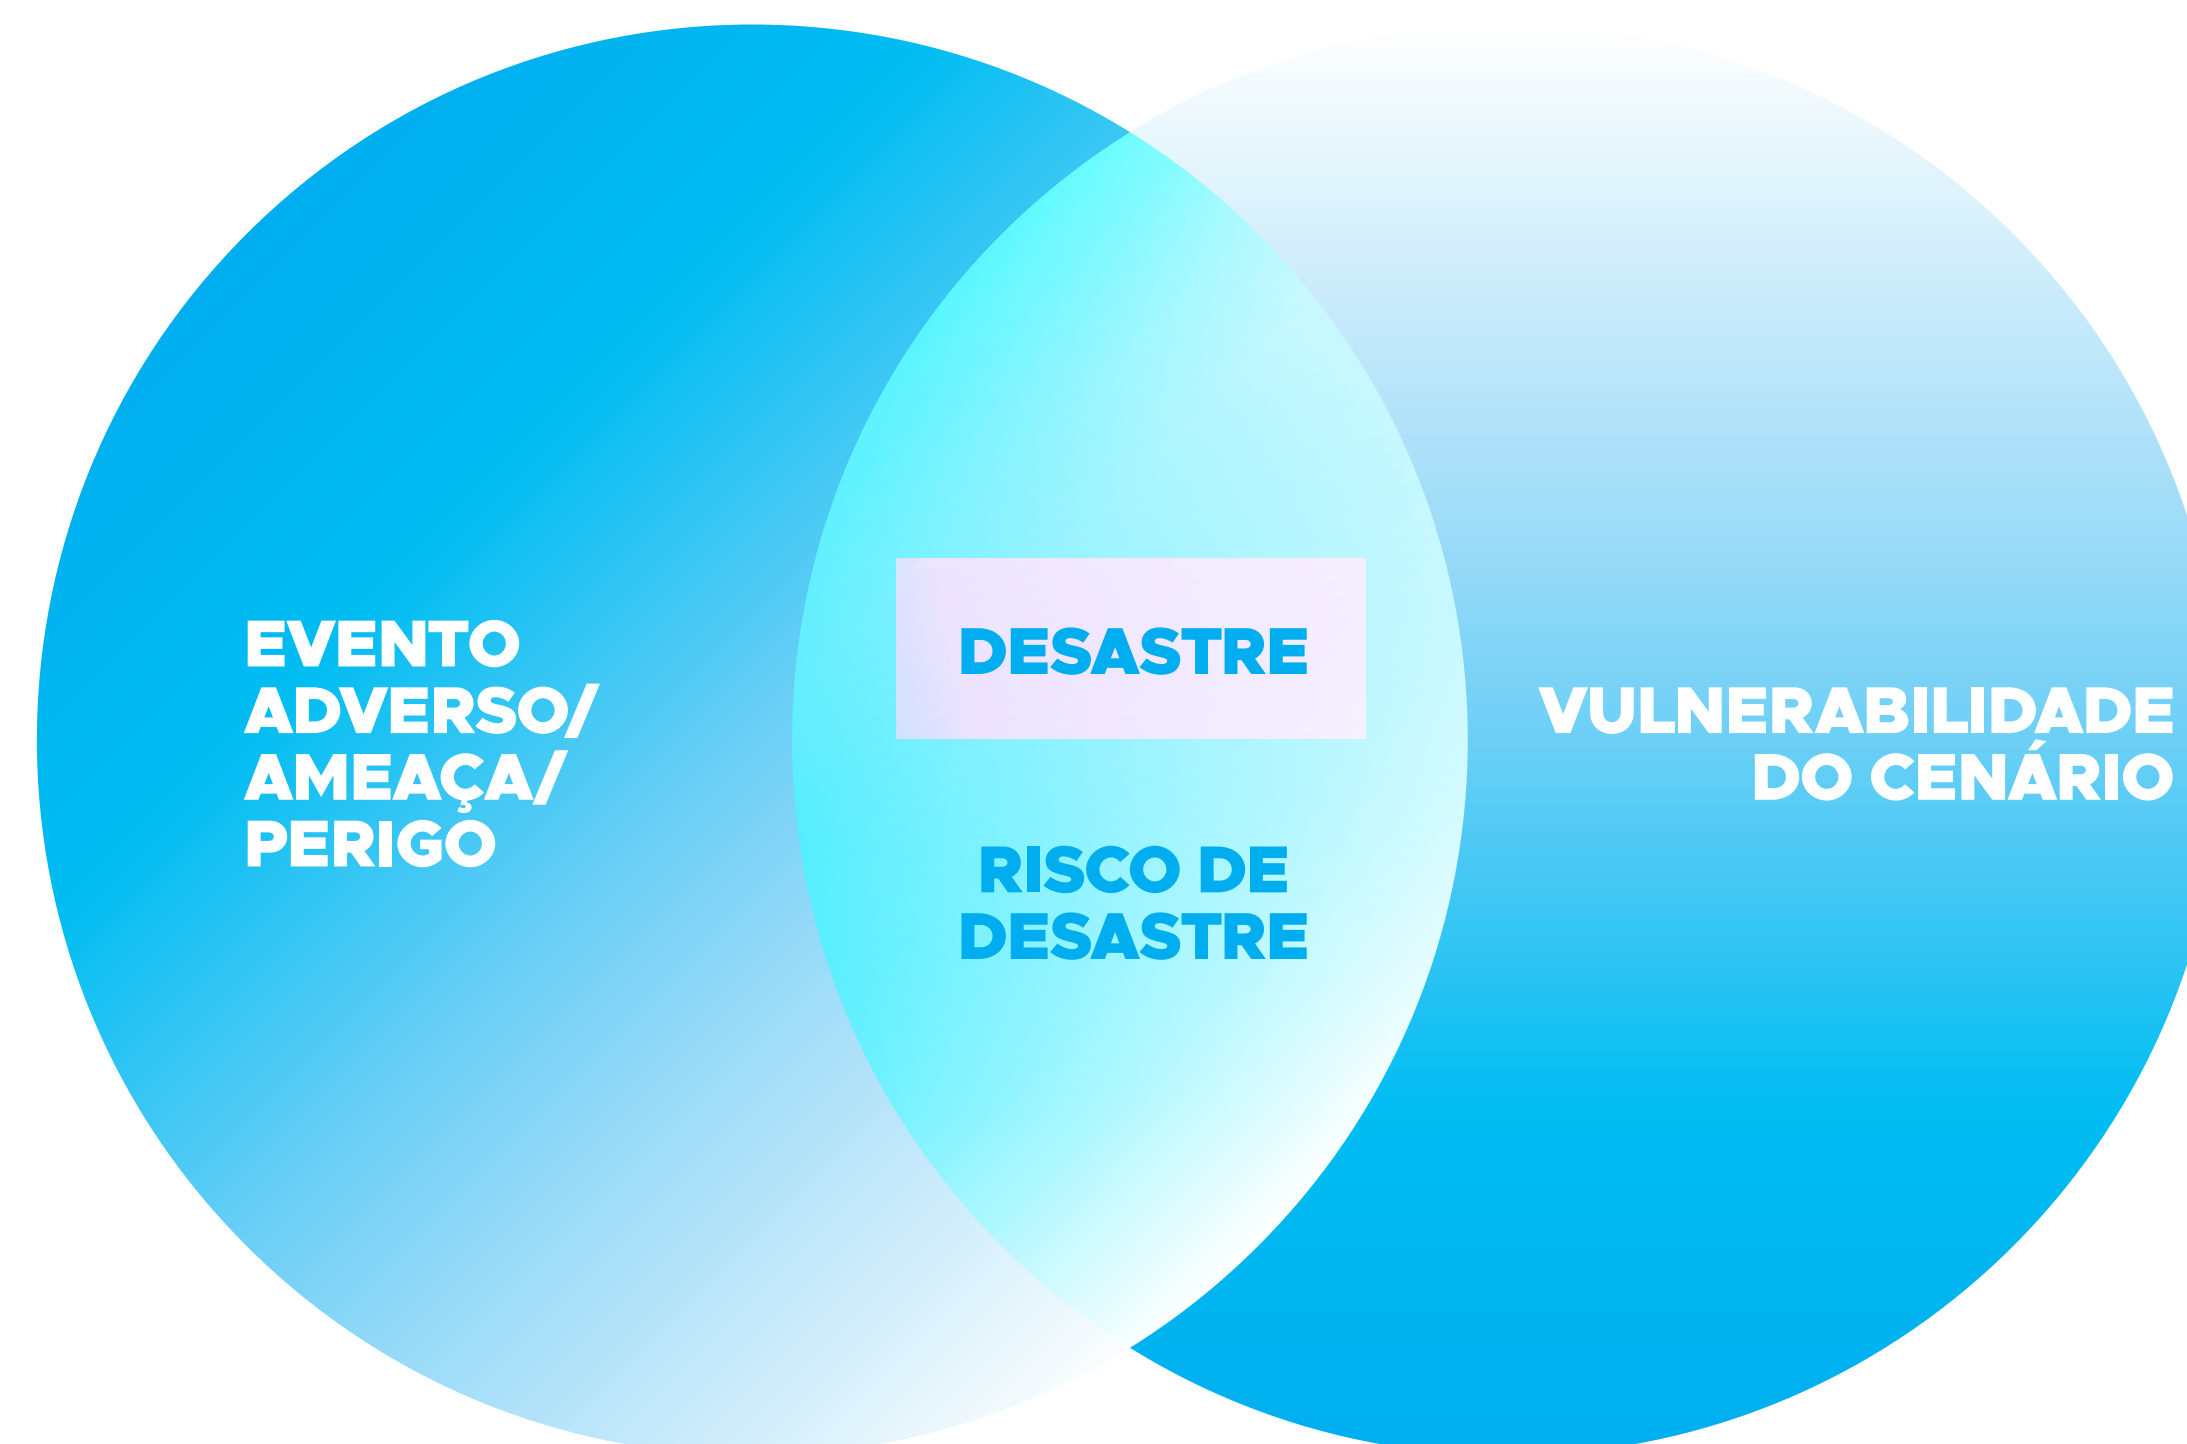 EVENTO
ADVERSO/
AMEAÇA/
PERIGO
DESASTRE
RISCO DE
DESASTRE
VULNERABILIDADE
DO CENÁRIO